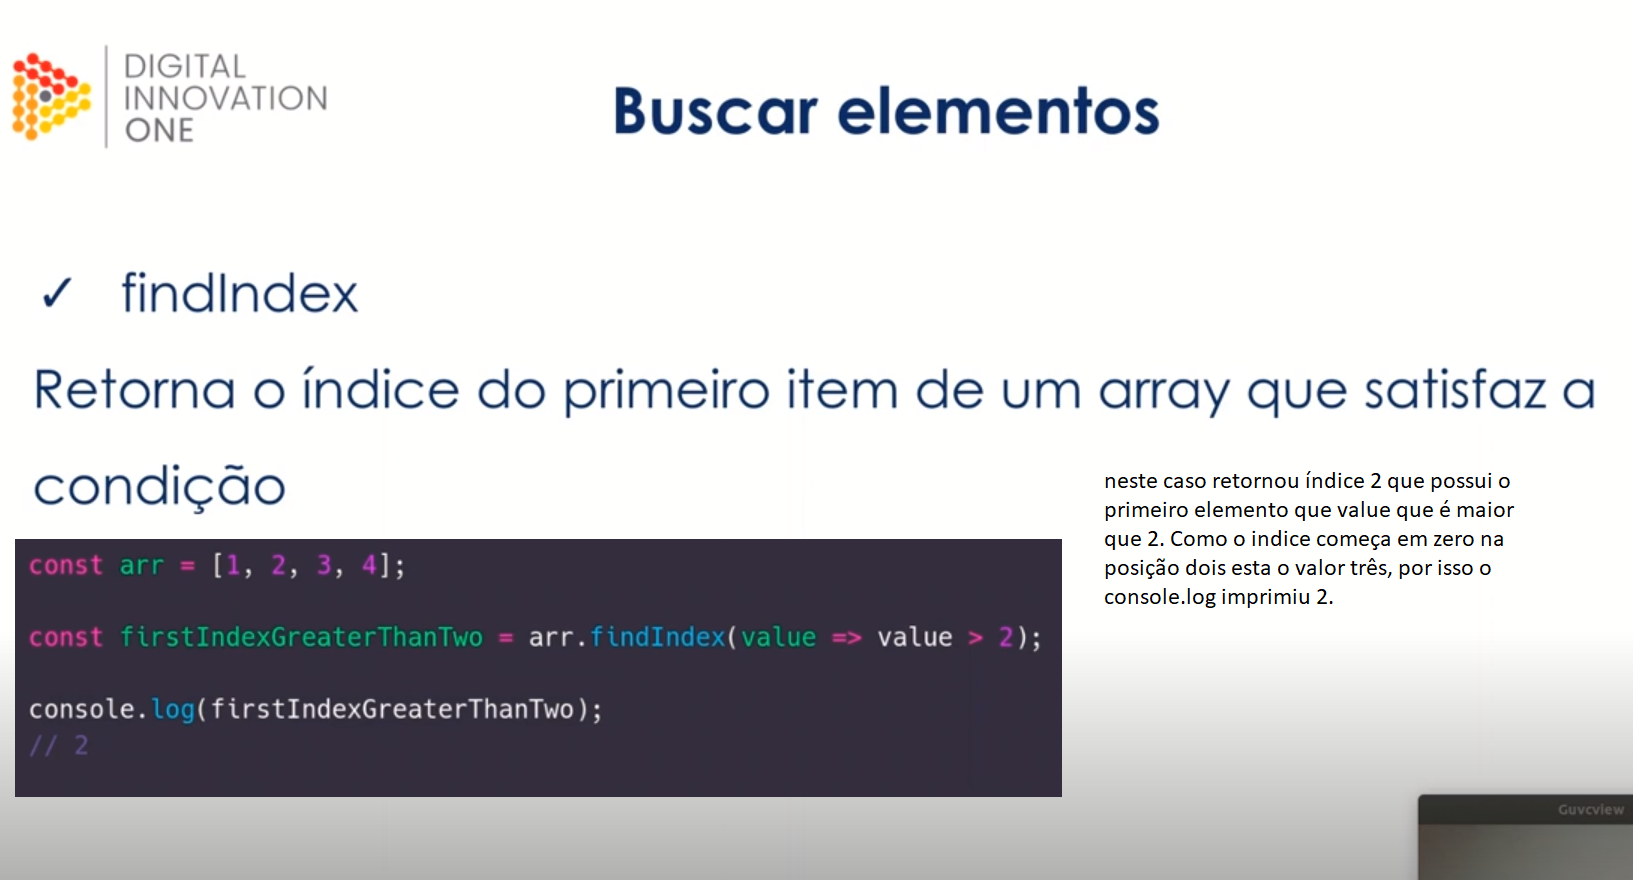 DIGITAL
INNOVATION
ONE
Buscar elementos
✓ findIndex
Retorna o índice do primeiro item de um array que satisfaz a
condição
neste caso retornou índice 2 que possui o
primeiro elemento que value que é maior
que 2. Como o indice começa em zero na
posição dois esta o valor três, por isso o
console.log imprimiu 2.
const arr = [1, 2, 3, 4];
const firstIndexGreaterThanTwo = arr.findIndex(value => value > 2);
console.log(firstIndexGreaterThanTwo);
// 2
Guvcview